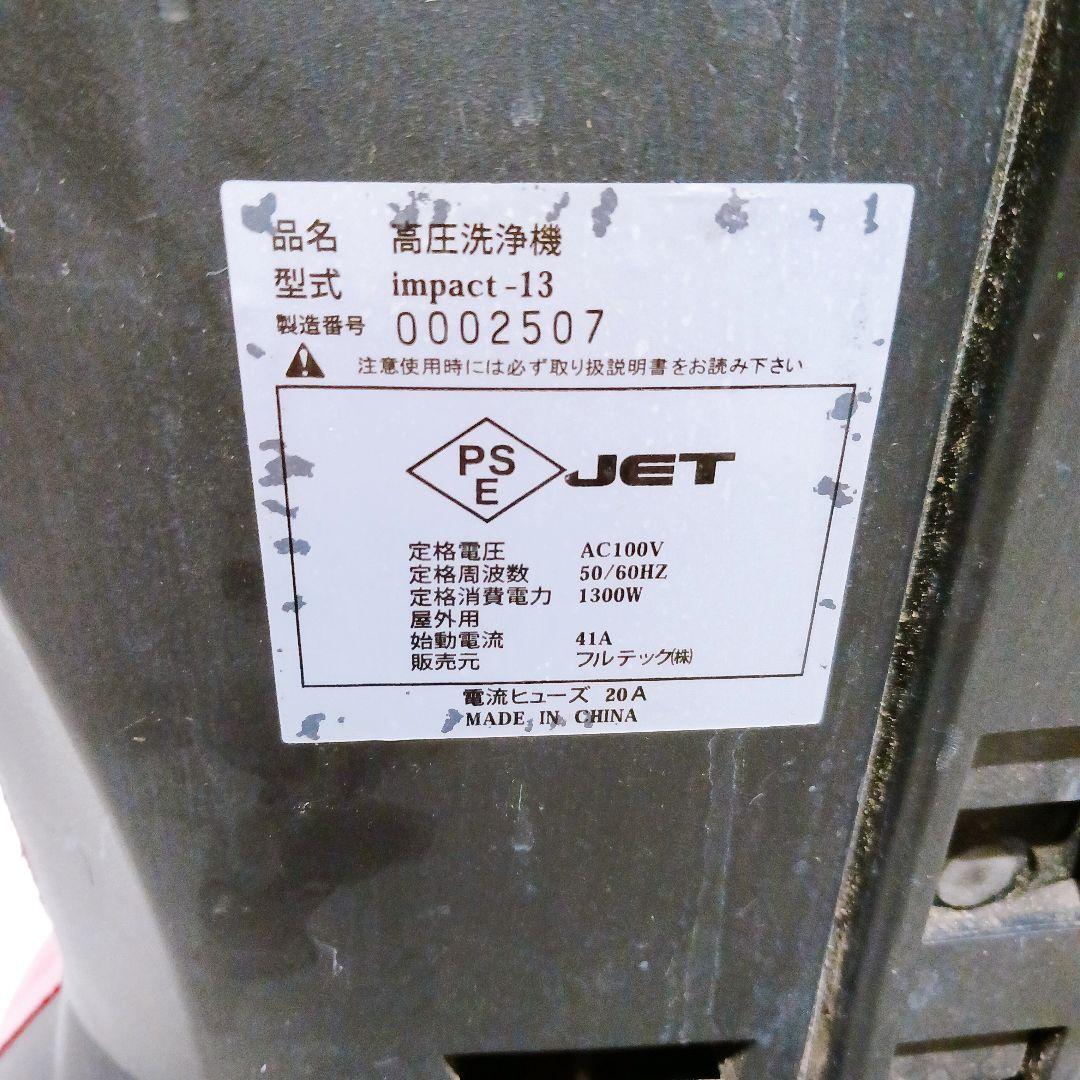 品名 高圧洗浄機
型式 impact-13
製造番号 0002507
注意使用時には必ず取り扱説明書をお読み下さい
PS
E
JET
定格電圧 AC100V
定格周波数 50/60HZ
定格消費電力 1300W
屋外用
始動電流 41A
販売元 フルテック㈱
電流ヒューズ 20A
MADE IN CHINA